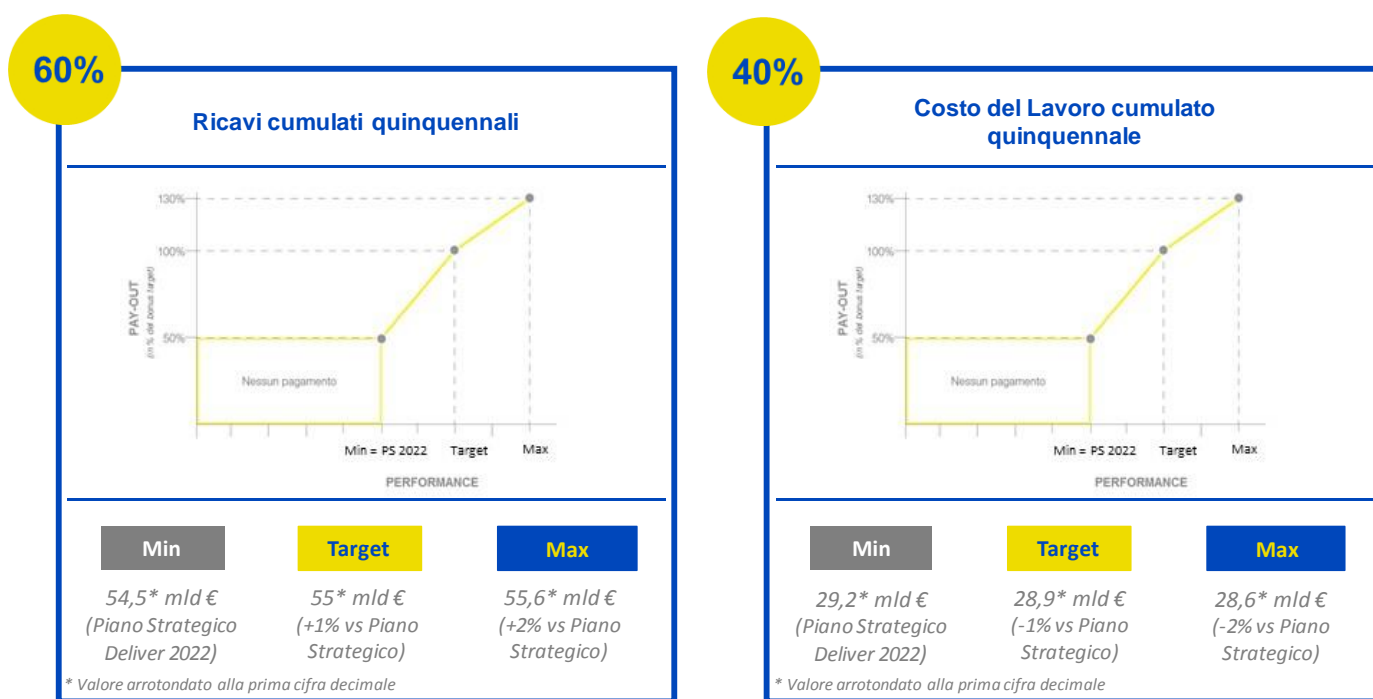 60%
Ricavi cumulati quinquennali
130%
100%
50%
PAY-OUT
(in % del bonus target)
Nessun pagamento
Min = PS 2022
Target
Max
PERFORMANCE
Min
Target
Max
54,5* mld €
(Piano Strategico
Deliver 2022)
55* mld €
(+1% vs Piano
Strategico)
55,6* mld €
(+2% vs Piano
Strategico)
* Valore arrotondato alla prima cifra decimale
40%
Costo del Lavoro cumulato
quinquennale
130%
100%
50%
PAY-OUT
(in % del bonus target)
Nessun pagamento
Min = PS 2022
Target
Max
PERFORMANCE
Min
Target
Max
29,2* mld €
(Piano Strategico
Deliver 2022)
28,9* mld €
(-1% vs Piano
Strategico)
28,6* mld €
(-2% vs Piano
Strategico)
* Valore arrotondato alla prima cifra decimale